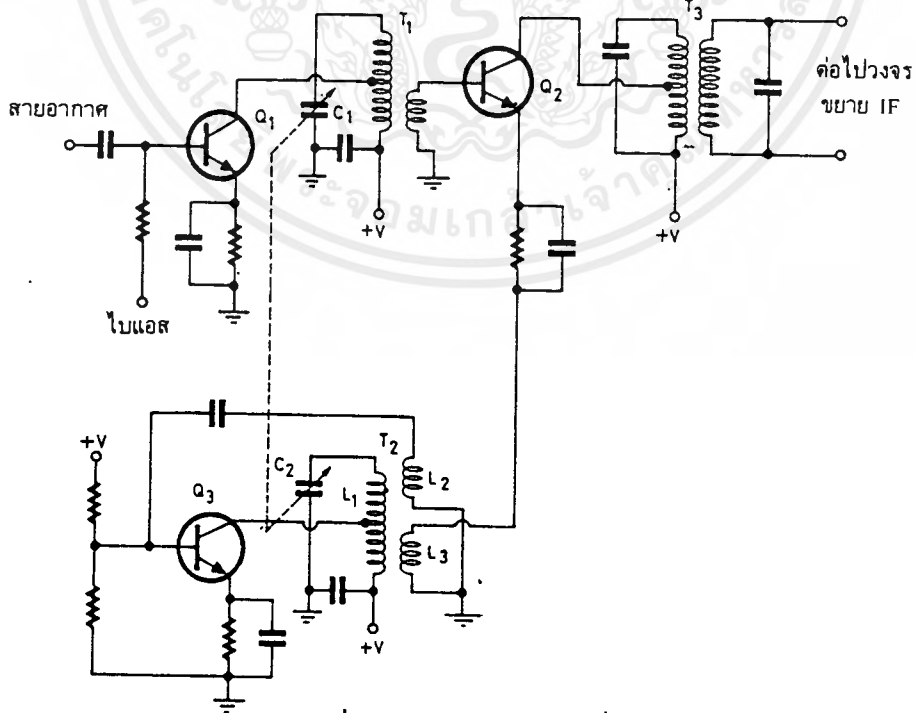 T1
T3
Q2
ต่อไปวงจร
ขยาย IF
สายอากาศ
Q1
C1
+V
+V
ไบแอส
+V
T2
C2
L2
Q3
L1
L3
+V